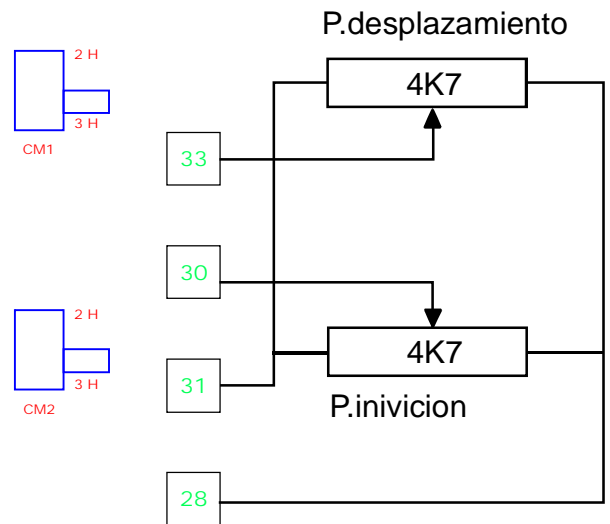 P.desplazamiento
2 H
4K7
3 H
CM1
33
30
2 H
4K7
3 H
31
CM2
P.inivicion
28